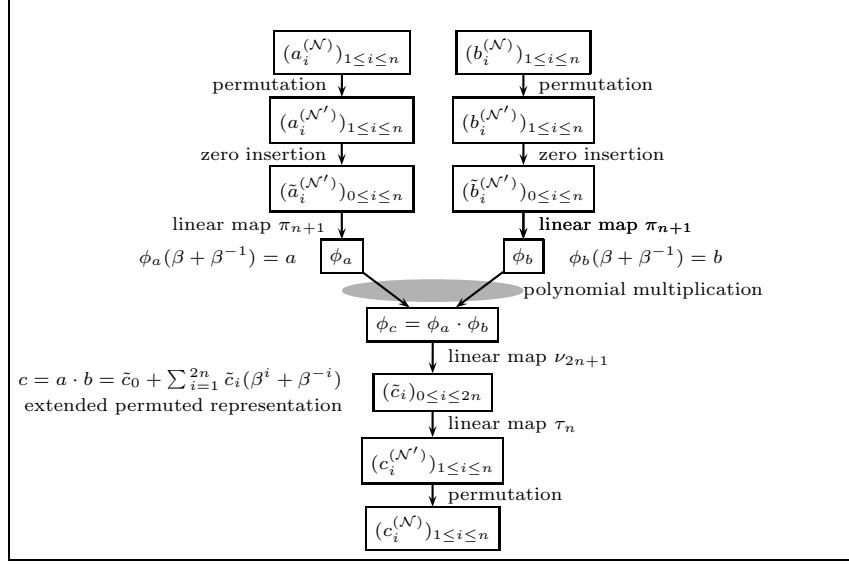 (a_i^{(𝒩)})_{1≤i≤n} (b_i^{(𝒩)})_{1≤i≤n}
permutation permutation
(a_i^{(𝒩′)})_{1≤i≤n} (b_i^{(𝒩′)})_{1≤i≤n}
zero insertion zero insertion
(ã_i^{(𝒩′)})_{0≤i≤n} (b̃_i^{(𝒩′)})_{0≤i≤n}
linear map π_{n+1} linear map π_{n+1}
ϕ_a(β + β^{−1}) = a ϕ_a ϕ_b ϕ_b(β + β^{−1}) = b
polynomial multiplication
ϕ_c = ϕ_a · ϕ_b
linear map ν_{2n+1}
c = a · b = c̃_0 + ∑_{i=1}^{2n} c̃_i(β^i + β^{−i})
extended permuted representation
(c̃_i)_{0≤i≤2n}
linear map τ_n
(c_i^{(𝒩′)})_{1≤i≤n}
permutation
(c_i^{(𝒩)})_{1≤i≤n}